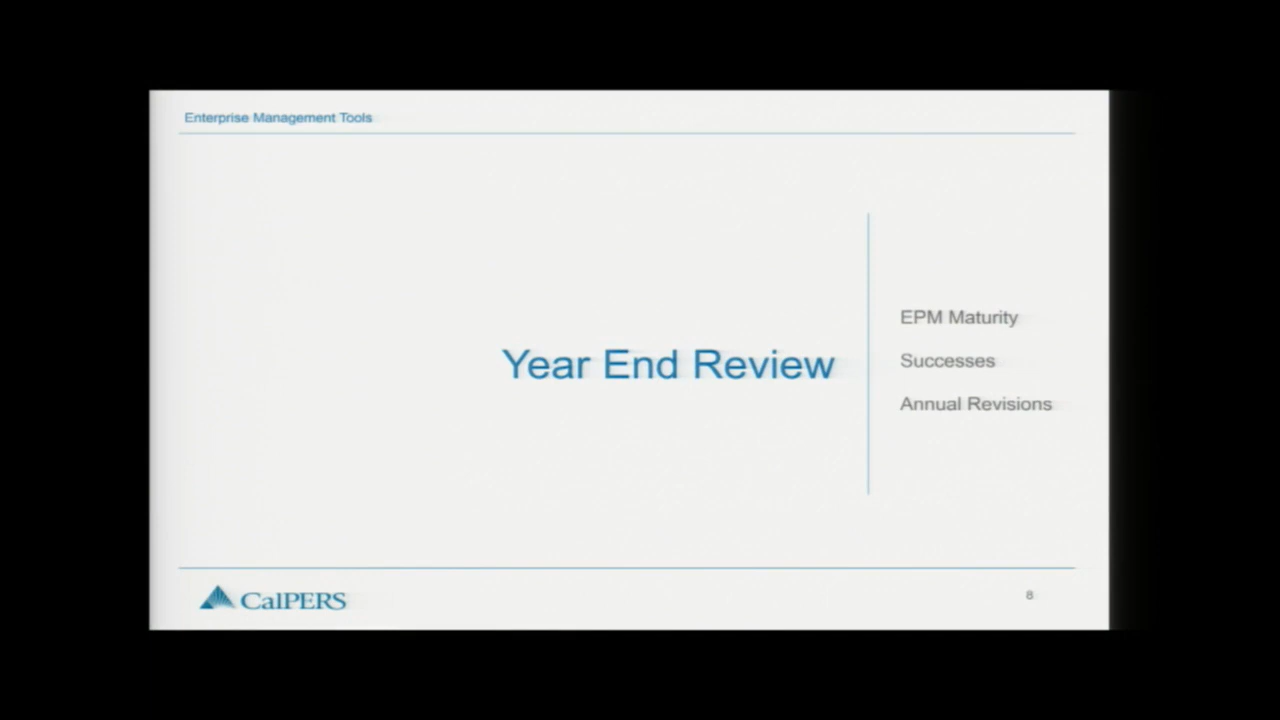 Enterprise Management Tools
Year End Review
EPM Maturity
Successes
Annual Revisions
CalPERS
8